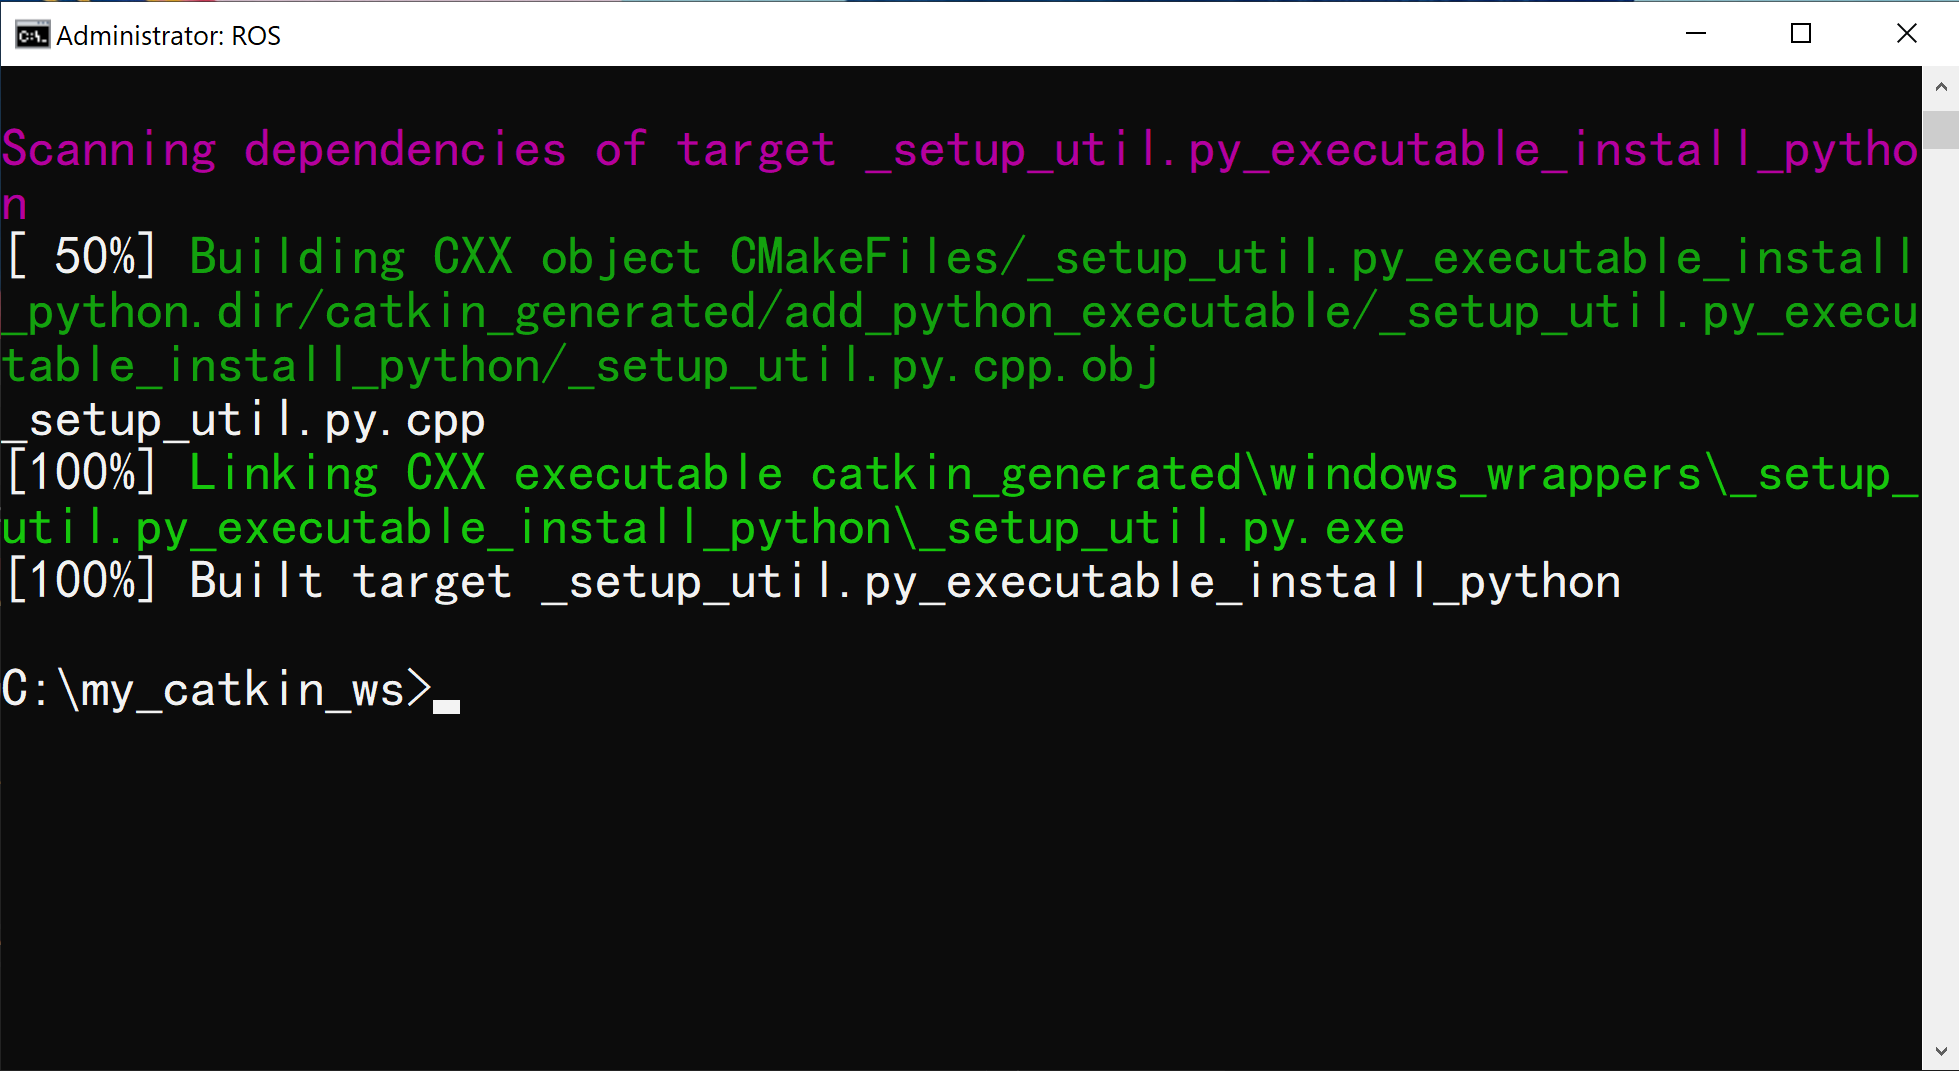 Administrator: ROS
Scanning dependencies of target _setup_util.py_executable_install_pytho
n
[ 50%] Building CXX object CMakeFiles/_setup_util.py_executable_install
_python.dir/catkin_generated/add_python_executable/_setup_util.py_execu
table_install_python/_setup_util.py.cpp.obj
_setup_util.py.cpp
[100%] Linking CXX executable catkin_generated\windows_wrappers\_setup_
util.py_executable_install_python\_setup_util.py.exe
[100%] Built target _setup_util.py_executable_install_python
C:\my_catkin_ws>